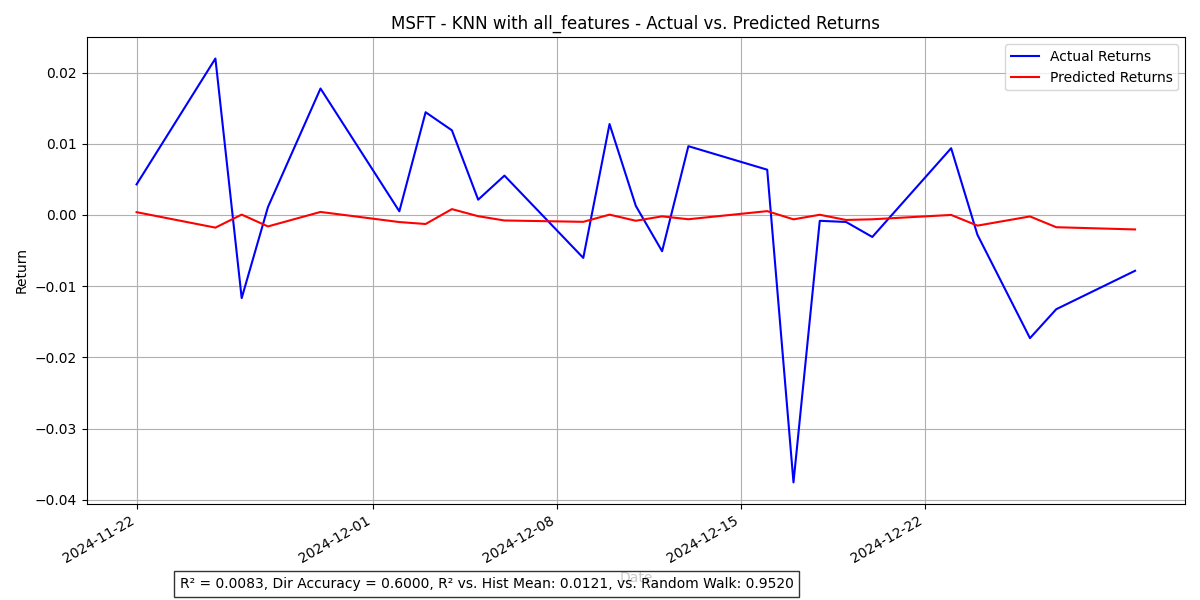 MSFT - KNN with all_features - Actual vs. Predicted Returns
Actual Returns
Predicted Returns
0.02
0.01
0.00
−0.01
−0.02
−0.03
−0.04
Return
2024-11-22
2024-12-01
2024-12-08
2024-12-15
2024-12-22
Date
R² = 0.0083, Dir Accuracy = 0.6000, R² vs. Hist Mean: 0.0121, vs. Random Walk: 0.9520